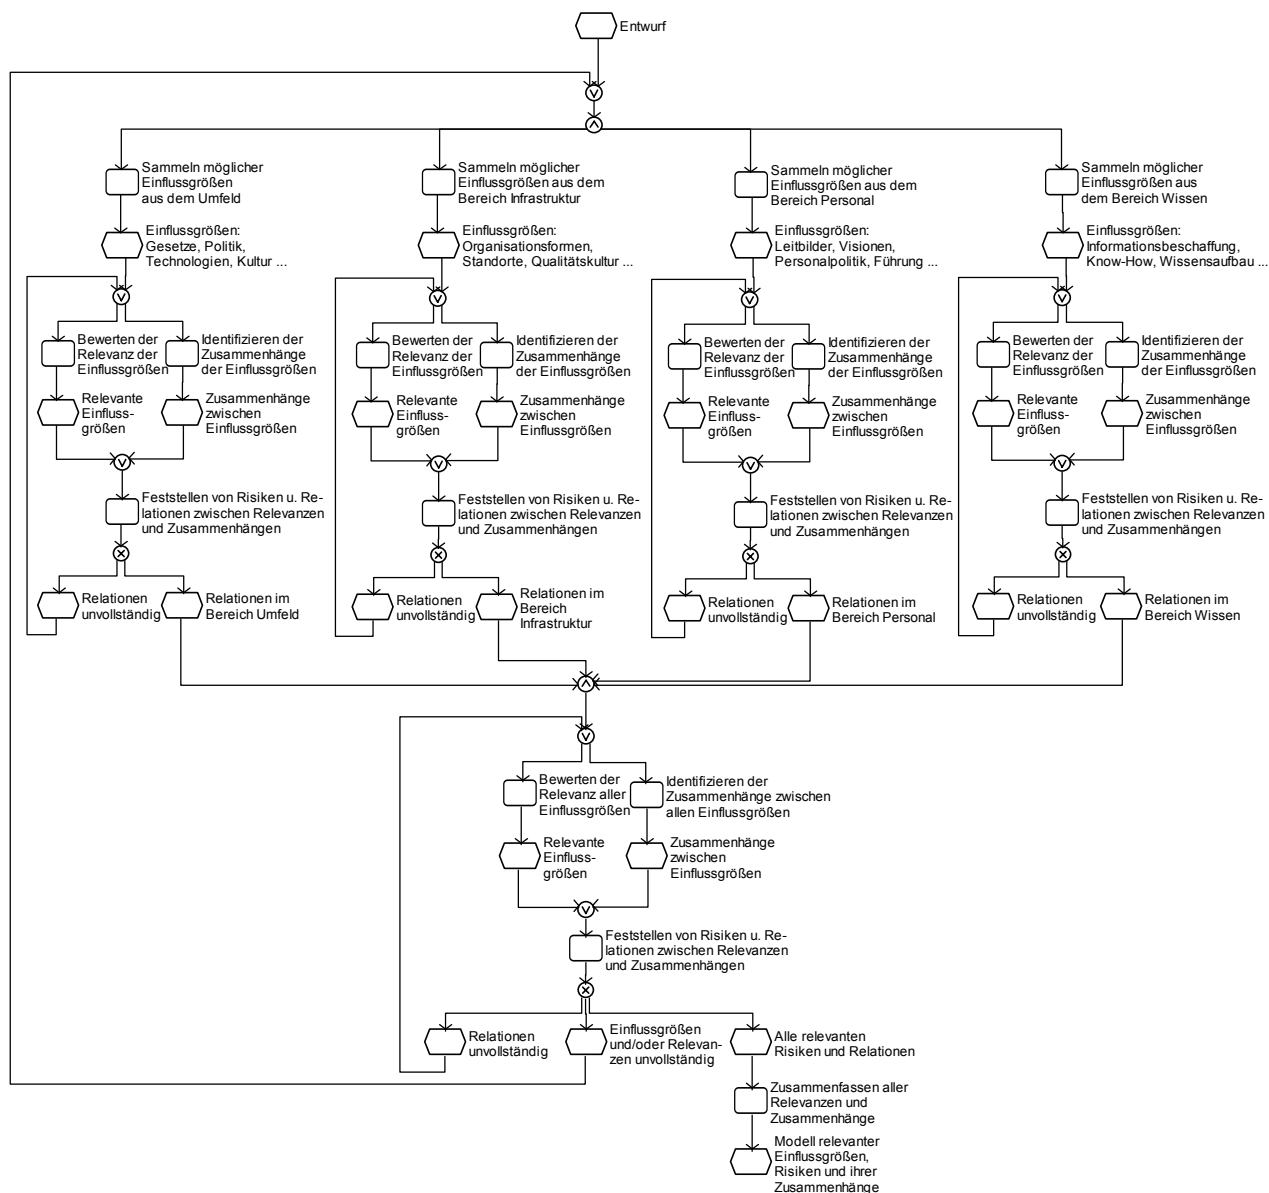 Entwurf
Sammeln möglicher
Einflussgrößen
aus dem Umfeld
Sammeln möglicher
Einflussgrößen aus dem
Bereich Infrastruktur
Sammeln möglicher
Einflussgrößen aus dem
Bereich Personal
Sammeln möglicher
Einflussgrößen aus
dem Bereich Wissen
Einflussgrößen:
Gesetze, Politik,
Technologien, Kultur ...
Einflussgrößen:
Organisationsformen,
Standorte, Qualitätskultur ...
Einflussgrößen:
Leitbilder, Visionen,
Personalpolitik, Führung ...
Einflussgrößen:
Informationsbeschaffung,
Know-How, Wissensaufbau ...
Bewerten der
Relevanz der
Einflussgrößen
Identifizieren der
Zusammenhänge
der Einflussgrößen
Bewerten der
Relevanz der
Einflussgrößen
Identifizieren der
Zusammenhänge
der Einflussgrößen
Bewerten der
Relevanz der
Einflussgrößen
Identifizieren der
Zusammenhänge
der Einflussgrößen
Bewerten der
Relevanz der
Einflussgrößen
Identifizieren der
Zusammenhänge
der Einflussgrößen
Relevante
Einfluss-
größen
Zusammenhänge
zwischen
Einflussgrößen
Relevante
Einfluss-
größen
Zusammenhänge
zwischen
Einflussgrößen
Relevante
Einfluss-
größen
Zusammenhänge
zwischen
Einflussgrößen
Relevante
Einfluss-
größen
Zusammenhänge
zwischen
Einflussgrößen
Feststellen von Risiken u. Re-
lationen zwischen Relevanzen
und Zusammenhängen
Feststellen von Risiken u. Re-
lationen zwischen Relevanzen
und Zusammenhängen
Feststellen von Risiken u. Re-
lationen zwischen Relevanzen
und Zusammenhängen
Feststellen von Risiken u. Re-
lationen zwischen Relevanzen
und Zusammenhängen
Relationen
unvollständig
Relationen im
Bereich Umfeld
Relationen
unvollständig
Relationen im
Bereich
Infrastruktur
Relationen
unvollständig
Relationen im
Bereich Personal
Relationen
unvollständig
Relationen im
Bereich Wissen
Bewerten der
Relevanz aller
Einflussgrößen
Identifizieren der
Zusammenhänge zwischen
allen Einflussgrößen
Relevante
Einfluss-
größen
Zusammenhänge
zwischen
Einflussgrößen
Feststellen von Risiken u. Re-
lationen zwischen Relevanzen
und Zusammenhängen
Relationen
unvollständig
Einflussgrößen
und/oder Relevan-
zen unvollständig
Alle relevanten
Risiken und Relationen
Zusammenfassen aller
Relevanzen und
Zusammenhänge
Modell relevanter
Einflussgrößen,
Risiken und ihrer
Zusammenhänge